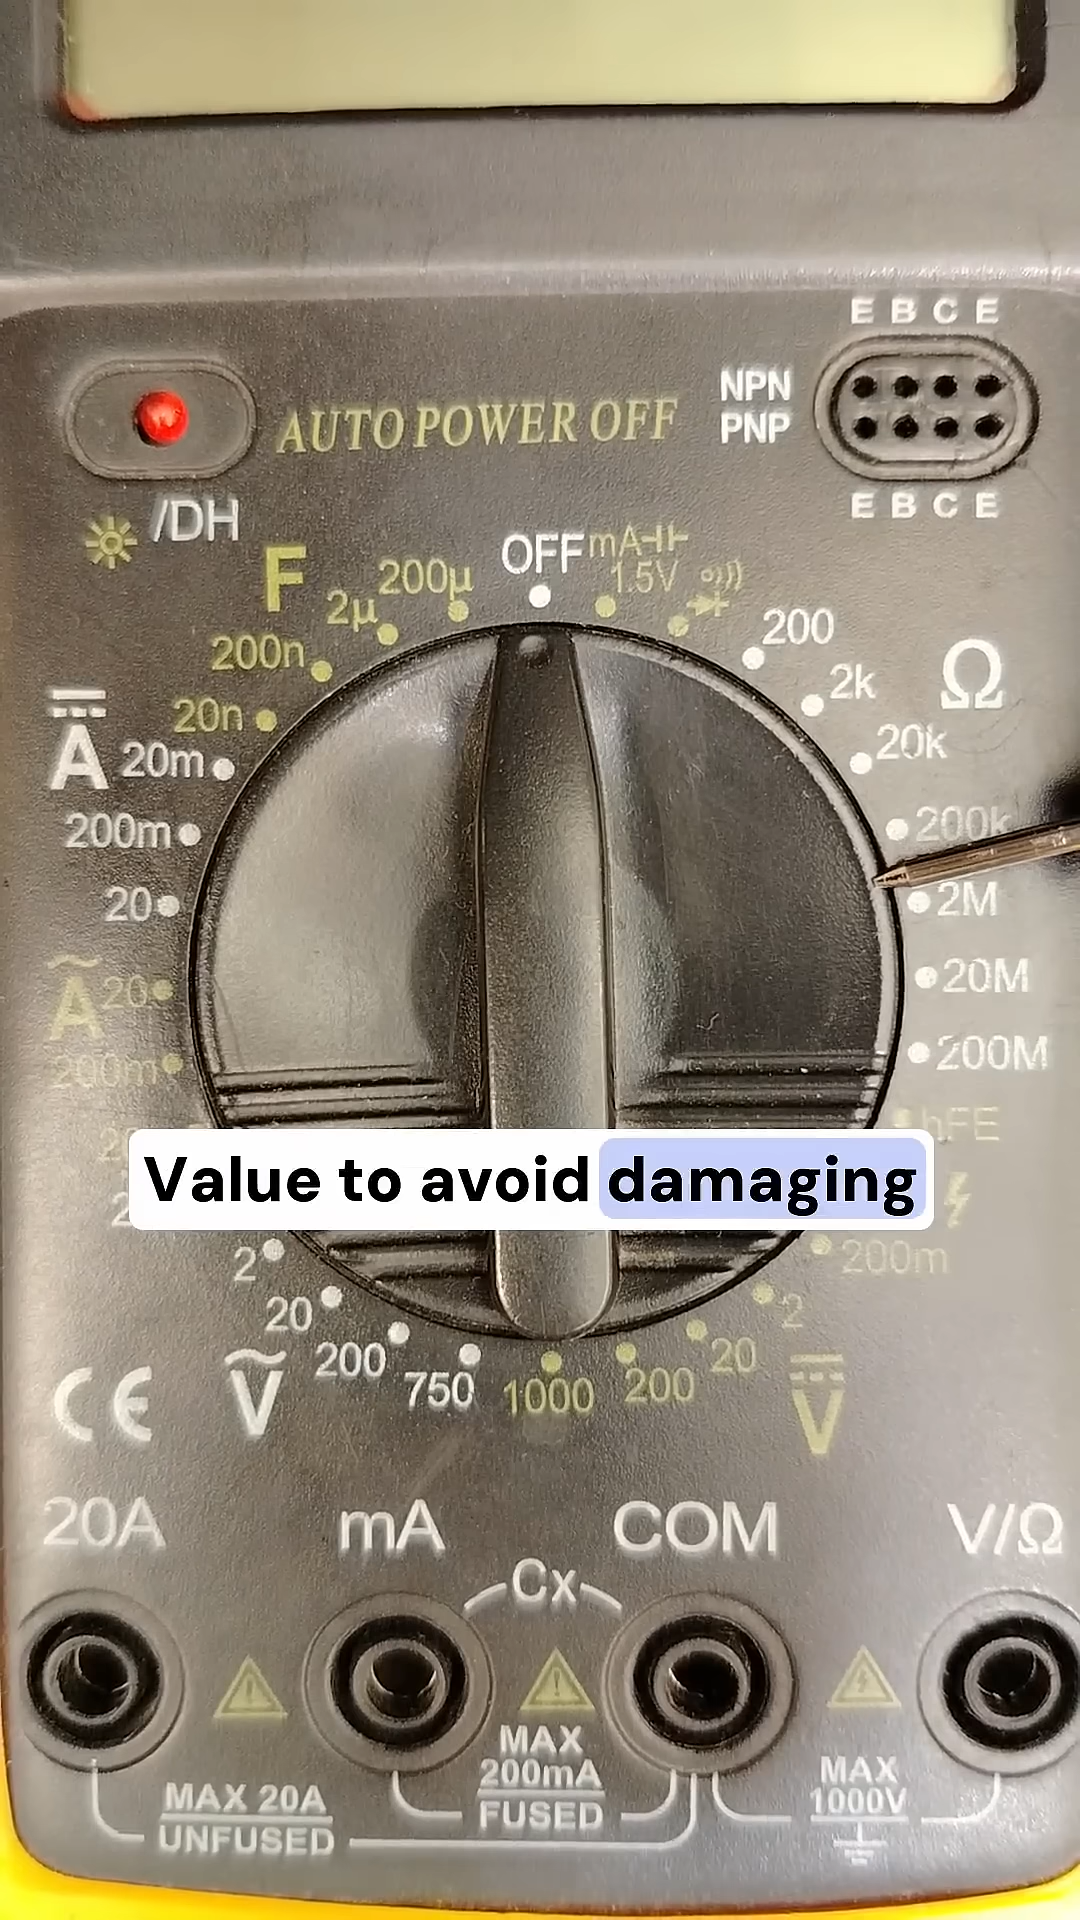 E B C E
NPN
PNP
AUTO POWER OFF
E B C E
/DH
OFF
mA
1.5V
F
200µ
2µ
200n
20n
200
2k
Ω
20k
A
20m
200m
20
200k
2M
A
20
200m
20M
200M
hFE
Value to avoid damaging
2
20
200
750
V
1000
200
20
2
200m
V
CE
20A
mA
COM
V/Ω
Cx
MAX
200mA
FUSED
MAX 20A
UNFUSED
MAX
1000V